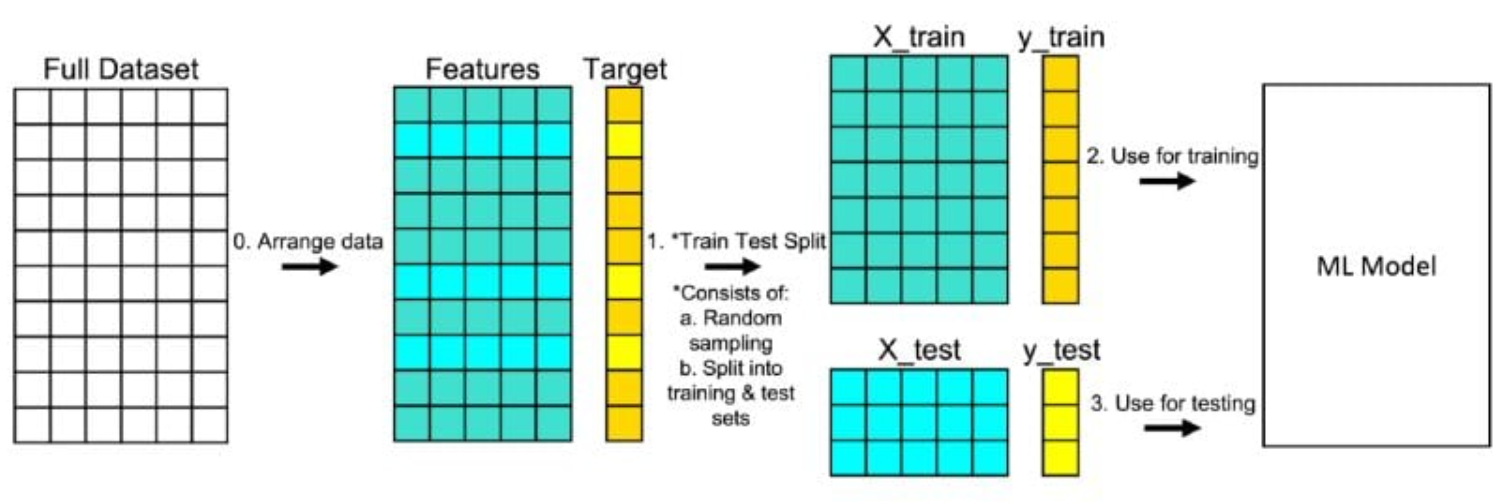 Full Dataset
0. Arrange data
Features
Target
1. *Train Test Split
*Consists of:
a. Random
sampling
b. Split into
training & test
sets
X_train
y_train
2. Use for training
X_test
y_test
3. Use for testing
ML Model